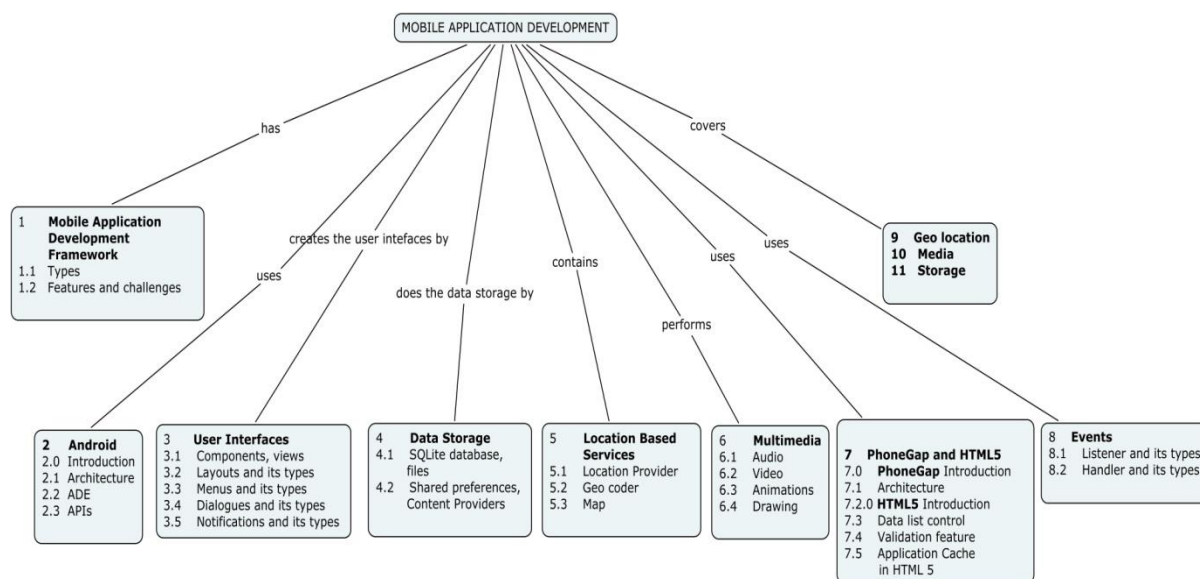 MOBILE APPLICATION DEVELOPMENT
has
covers
creates the user intefaces by
uses
contains
uses
uses
does the data storage by
performs
1 Mobile Application
Development
Framework
1.1 Types
1.2 Features and challenges
9 Geo location
10 Media
11 Storage
2 Android
2.0 Introduction
2.1 Architecture
2.2 ADE
2.3 APIs
3 User Interfaces
3.1 Components, views
3.2 Layouts and its types
3.3 Menus and its types
3.4 Dialogues and its types
3.5 Notifications and its types
4 Data Storage
4.1 SQLite database,
files
4.2 Shared preferences,
Content Providers
5 Location Based
Services
5.1 Location Provider
5.2 Geo coder
5.3 Map
6 Multimedia
6.1 Audio
6.2 Video
6.3 Animations
6.4 Drawing
7 PhoneGap and HTML5
7.0 PhoneGap Introduction
7.1 Architecture
7.2.0 HTML5 Introduction
7.3 Data list control
7.4 Validation feature
7.5 Application Cache
in HTML 5
8 Events
8.1 Listener and its types
8.2 Handler and its types